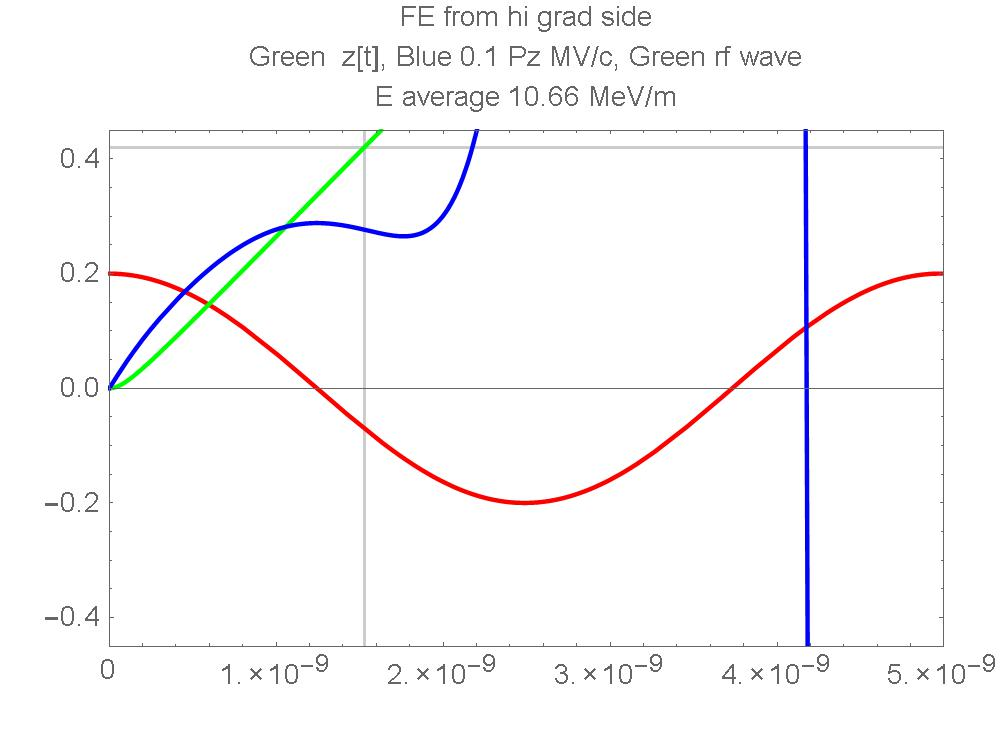 FE from hi grad side
Green z[t], Blue 0.1 Pz MV/c, Green rf wave
E average 10.66 MeV/m
0.4
0.2
0.0
−0.2
−0.4
0 1.×10⁻⁹ 2.×10⁻⁹ 3.×10⁻⁹ 4.×10⁻⁹ 5.×10⁻⁹